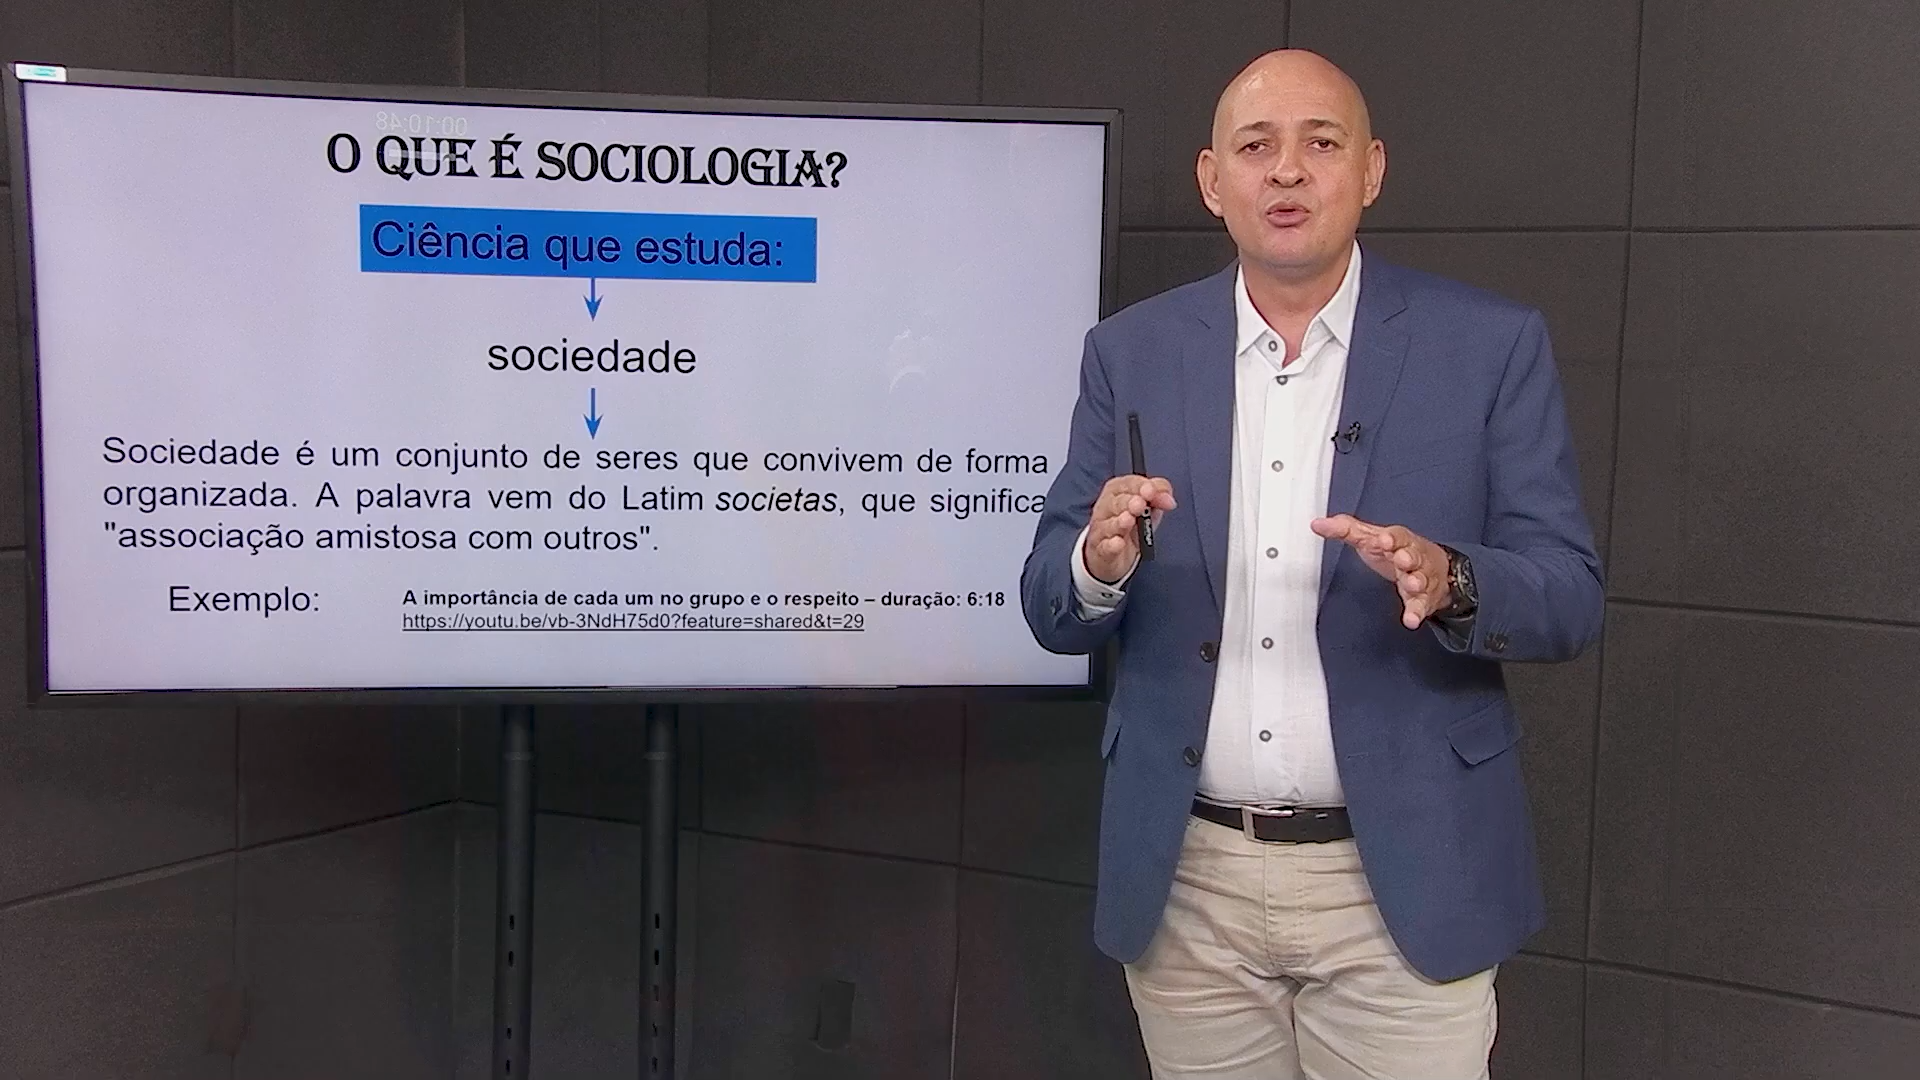 00:10:48
O QUE É SOCIOLOGIA?
Ciência que estuda:
sociedade
Sociedade é um conjunto de seres que convivem de forma
organizada. A palavra vem do Latim societas, que significa
"associação amistosa com outros".
Exemplo:
A importância de cada um no grupo e o respeito – duração: 6:18
https://youtu.be/vb-3NdH75d0?feature=shared&t=29